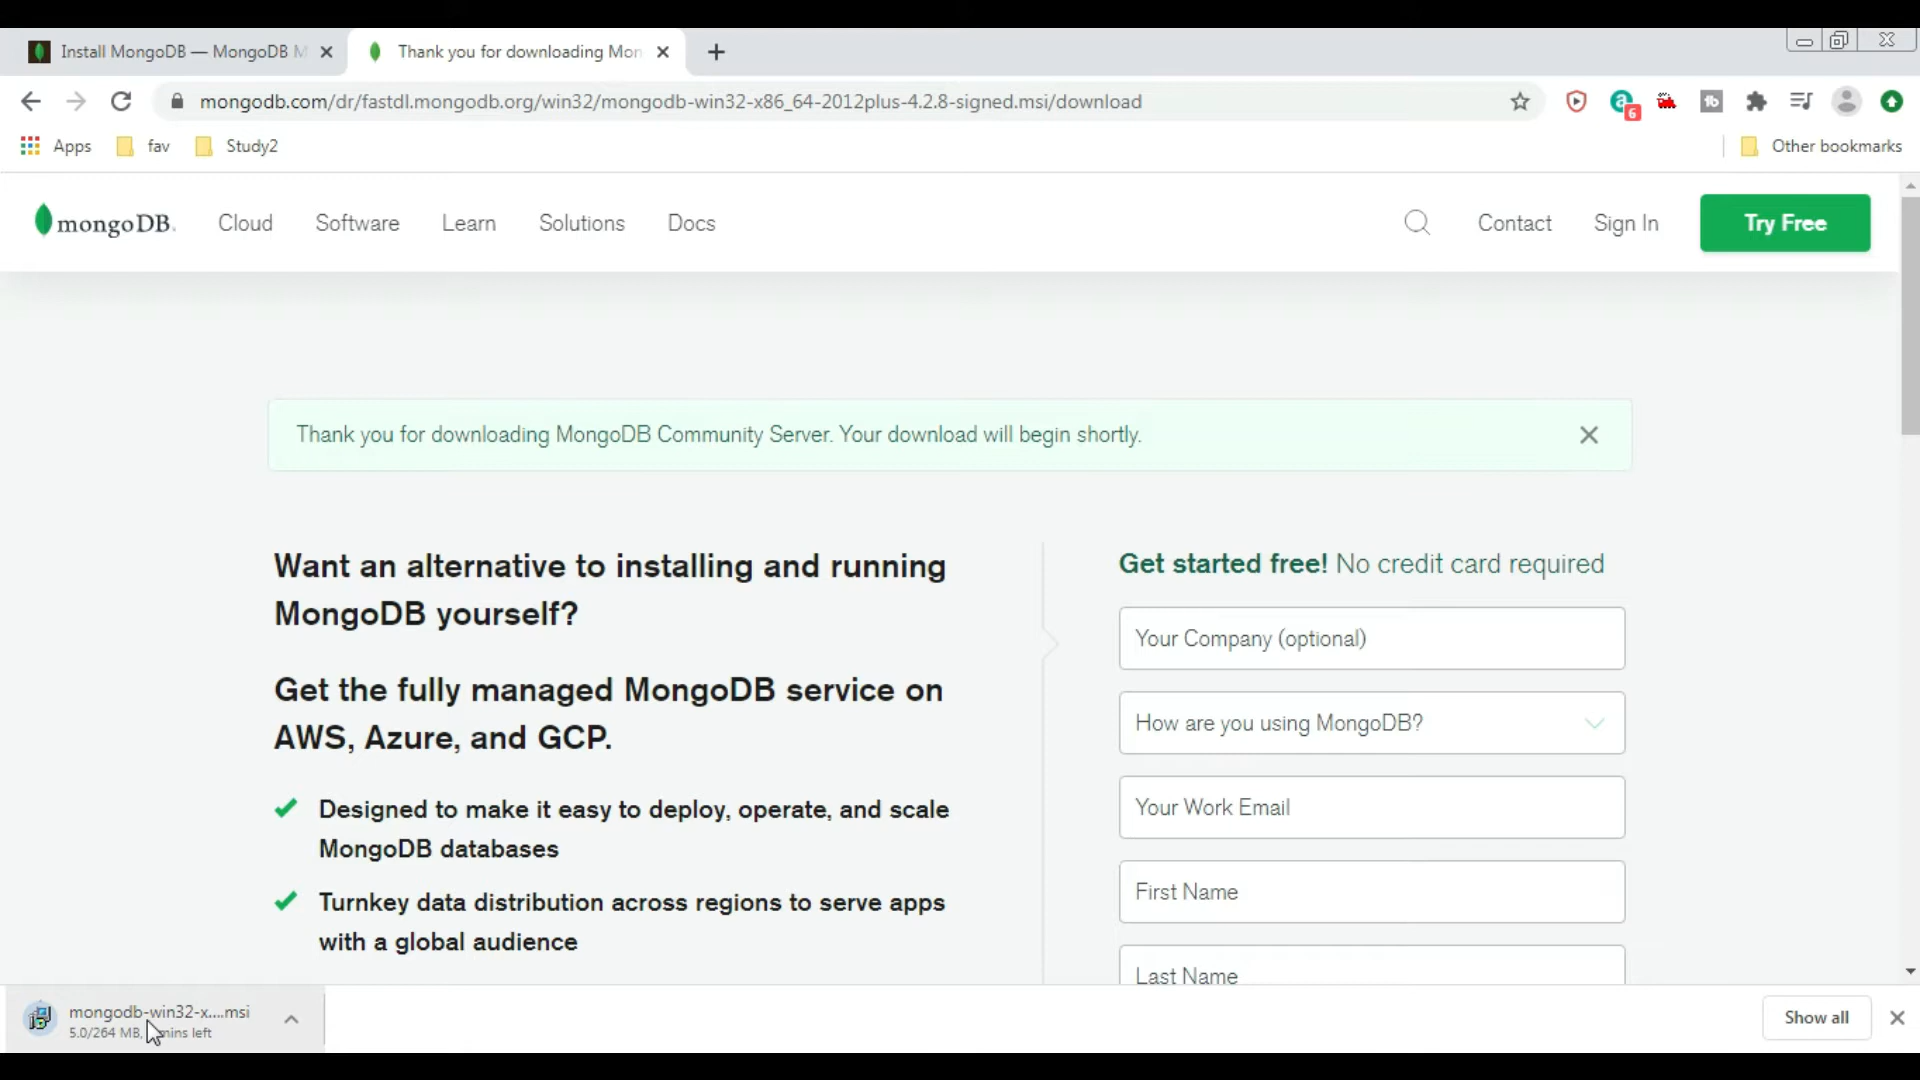 Install MongoDB — MongoDB M
Thank you for downloading Mon
mongodb.com/dr/fastdl.mongodb.org/win32/mongodb-win32-x86_64-2012plus-4.2.8-signed.msi/download
6
Apps
fav
Study2
Other bookmarks
mongoDB.
Cloud
Software
Learn
Solutions
Docs
Contact
Sign In
Try Free
Thank you for downloading MongoDB Community Server. Your download will begin shortly.
Want an alternative to installing and running
MongoDB yourself?
Get the fully managed MongoDB service on
AWS, Azure, and GCP.
Designed to make it easy to deploy, operate, and scale
MongoDB databases
Turnkey data distribution across regions to serve apps
with a global audience
Get started free! No credit card required
Your Company (optional)
How are you using MongoDB?
Your Work Email
First Name
Last Name
mongodb-win32-x....msi
5.0/264 MB, mins left
Show all